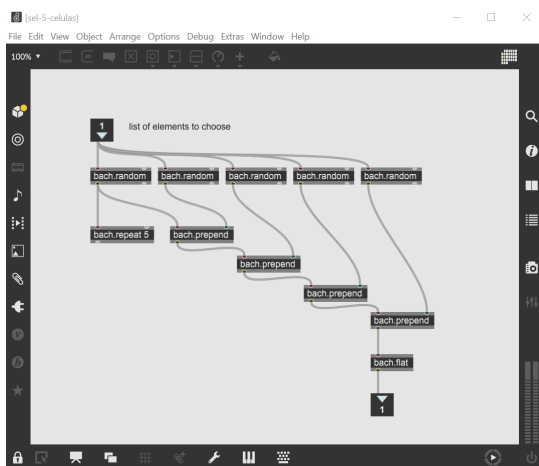 [sel-5-celulas]
File Edit View Object Arrange Options Debug Extras Window Help
100% ▼
1 list of elements to choose
bach.random bach.random bach.random bach.random bach.random
bach.repeat 5 bach.prepend
bach.prepend
bach.prepend
bach.prepend
bach.flat
1